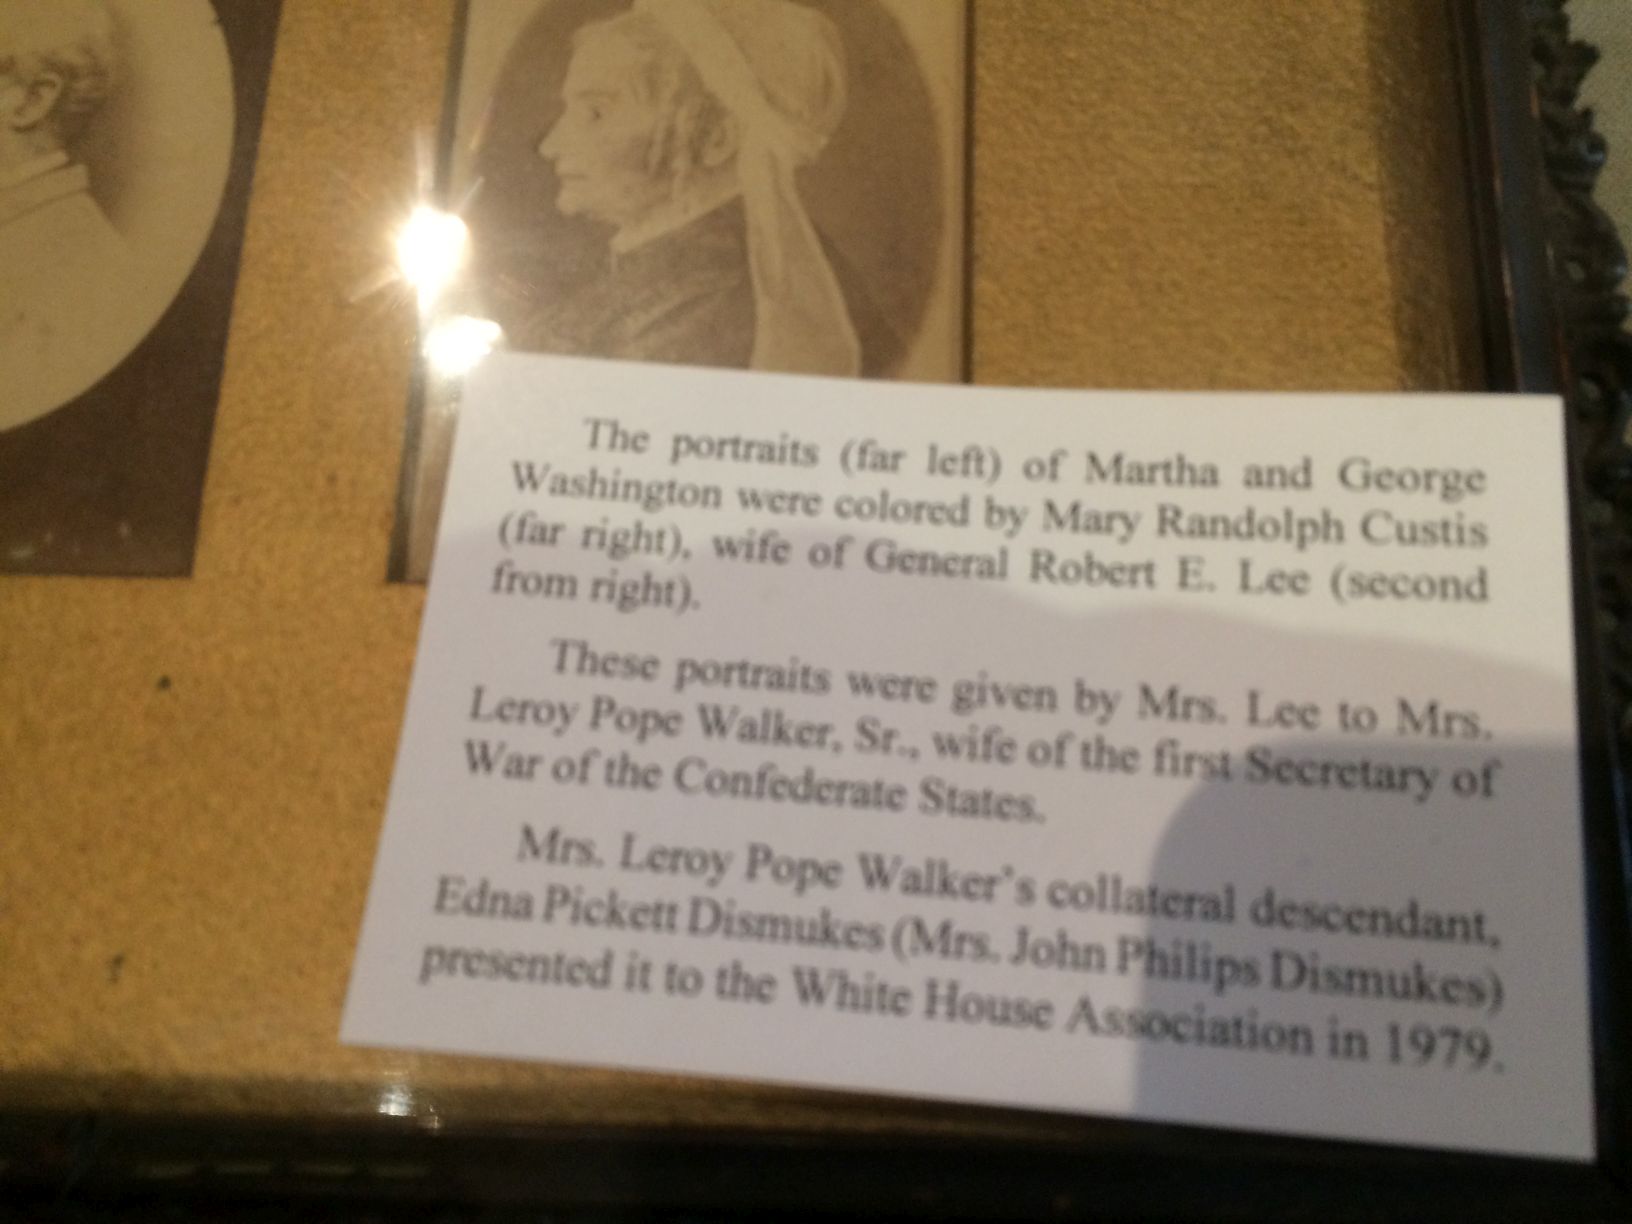 The portraits (far left) of Martha and George
Washington were colored by Mary Randolph Custis
(far right), wife of General Robert E. Lee (second
from right).
These portraits were given by Mrs. Lee to Mrs.
Leroy Pope Walker, Sr., wife of the first Secretary of
War of the Confederate States.
Mrs. Leroy Pope Walker's collateral descendant,
Edna Pickett Dismukes (Mrs. John Philips Dismukes)
presented it to the White House Association in 1979.